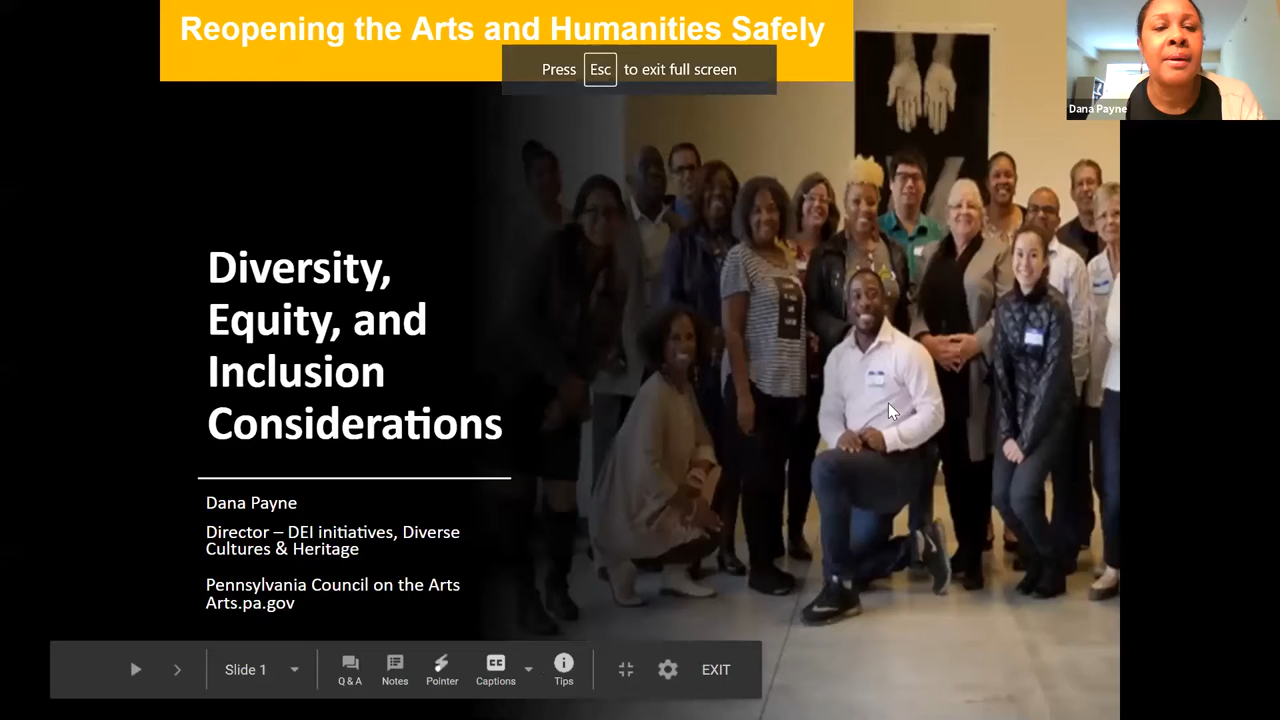 Reopening the Arts and Humanities Safely
Press Esc to exit full screen
Dana Payne
Diversity,
Equity, and
Inclusion
Considerations
Dana Payne
Director – DEI initiatives, Diverse
Cultures & Heritage
Pennsylvania Council on the Arts
Arts.pa.gov
Slide 1
Q & A
Notes
Pointer
Captions
Tips
EXIT